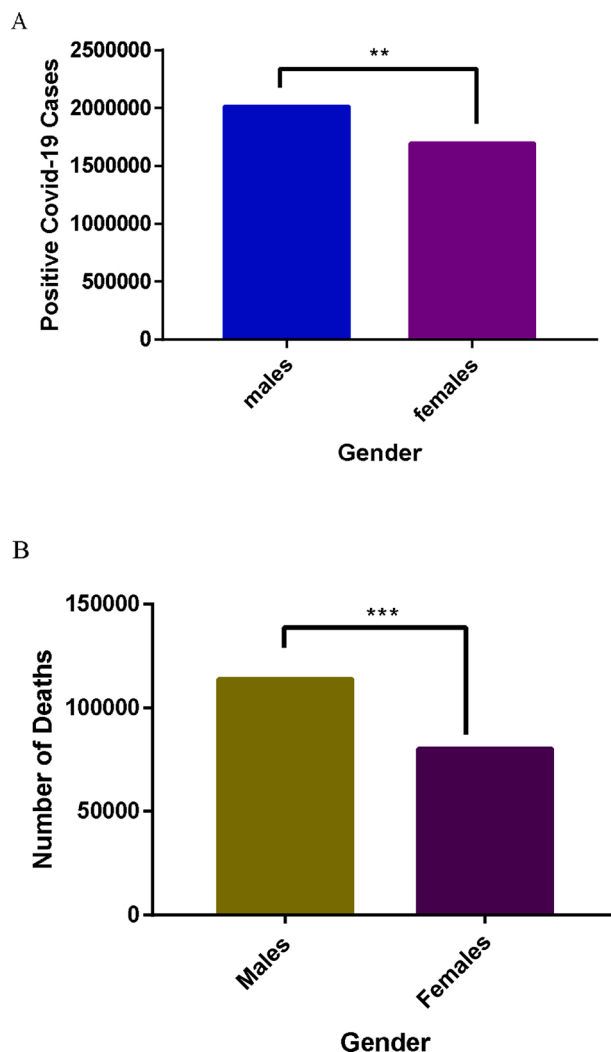 A
**
2500000
2000000
1500000
1000000
500000
0
Positive Covid-19 Cases
males
females
Gender
B
***
150000
100000
50000
0
Number of Deaths
Males
Females
Gender